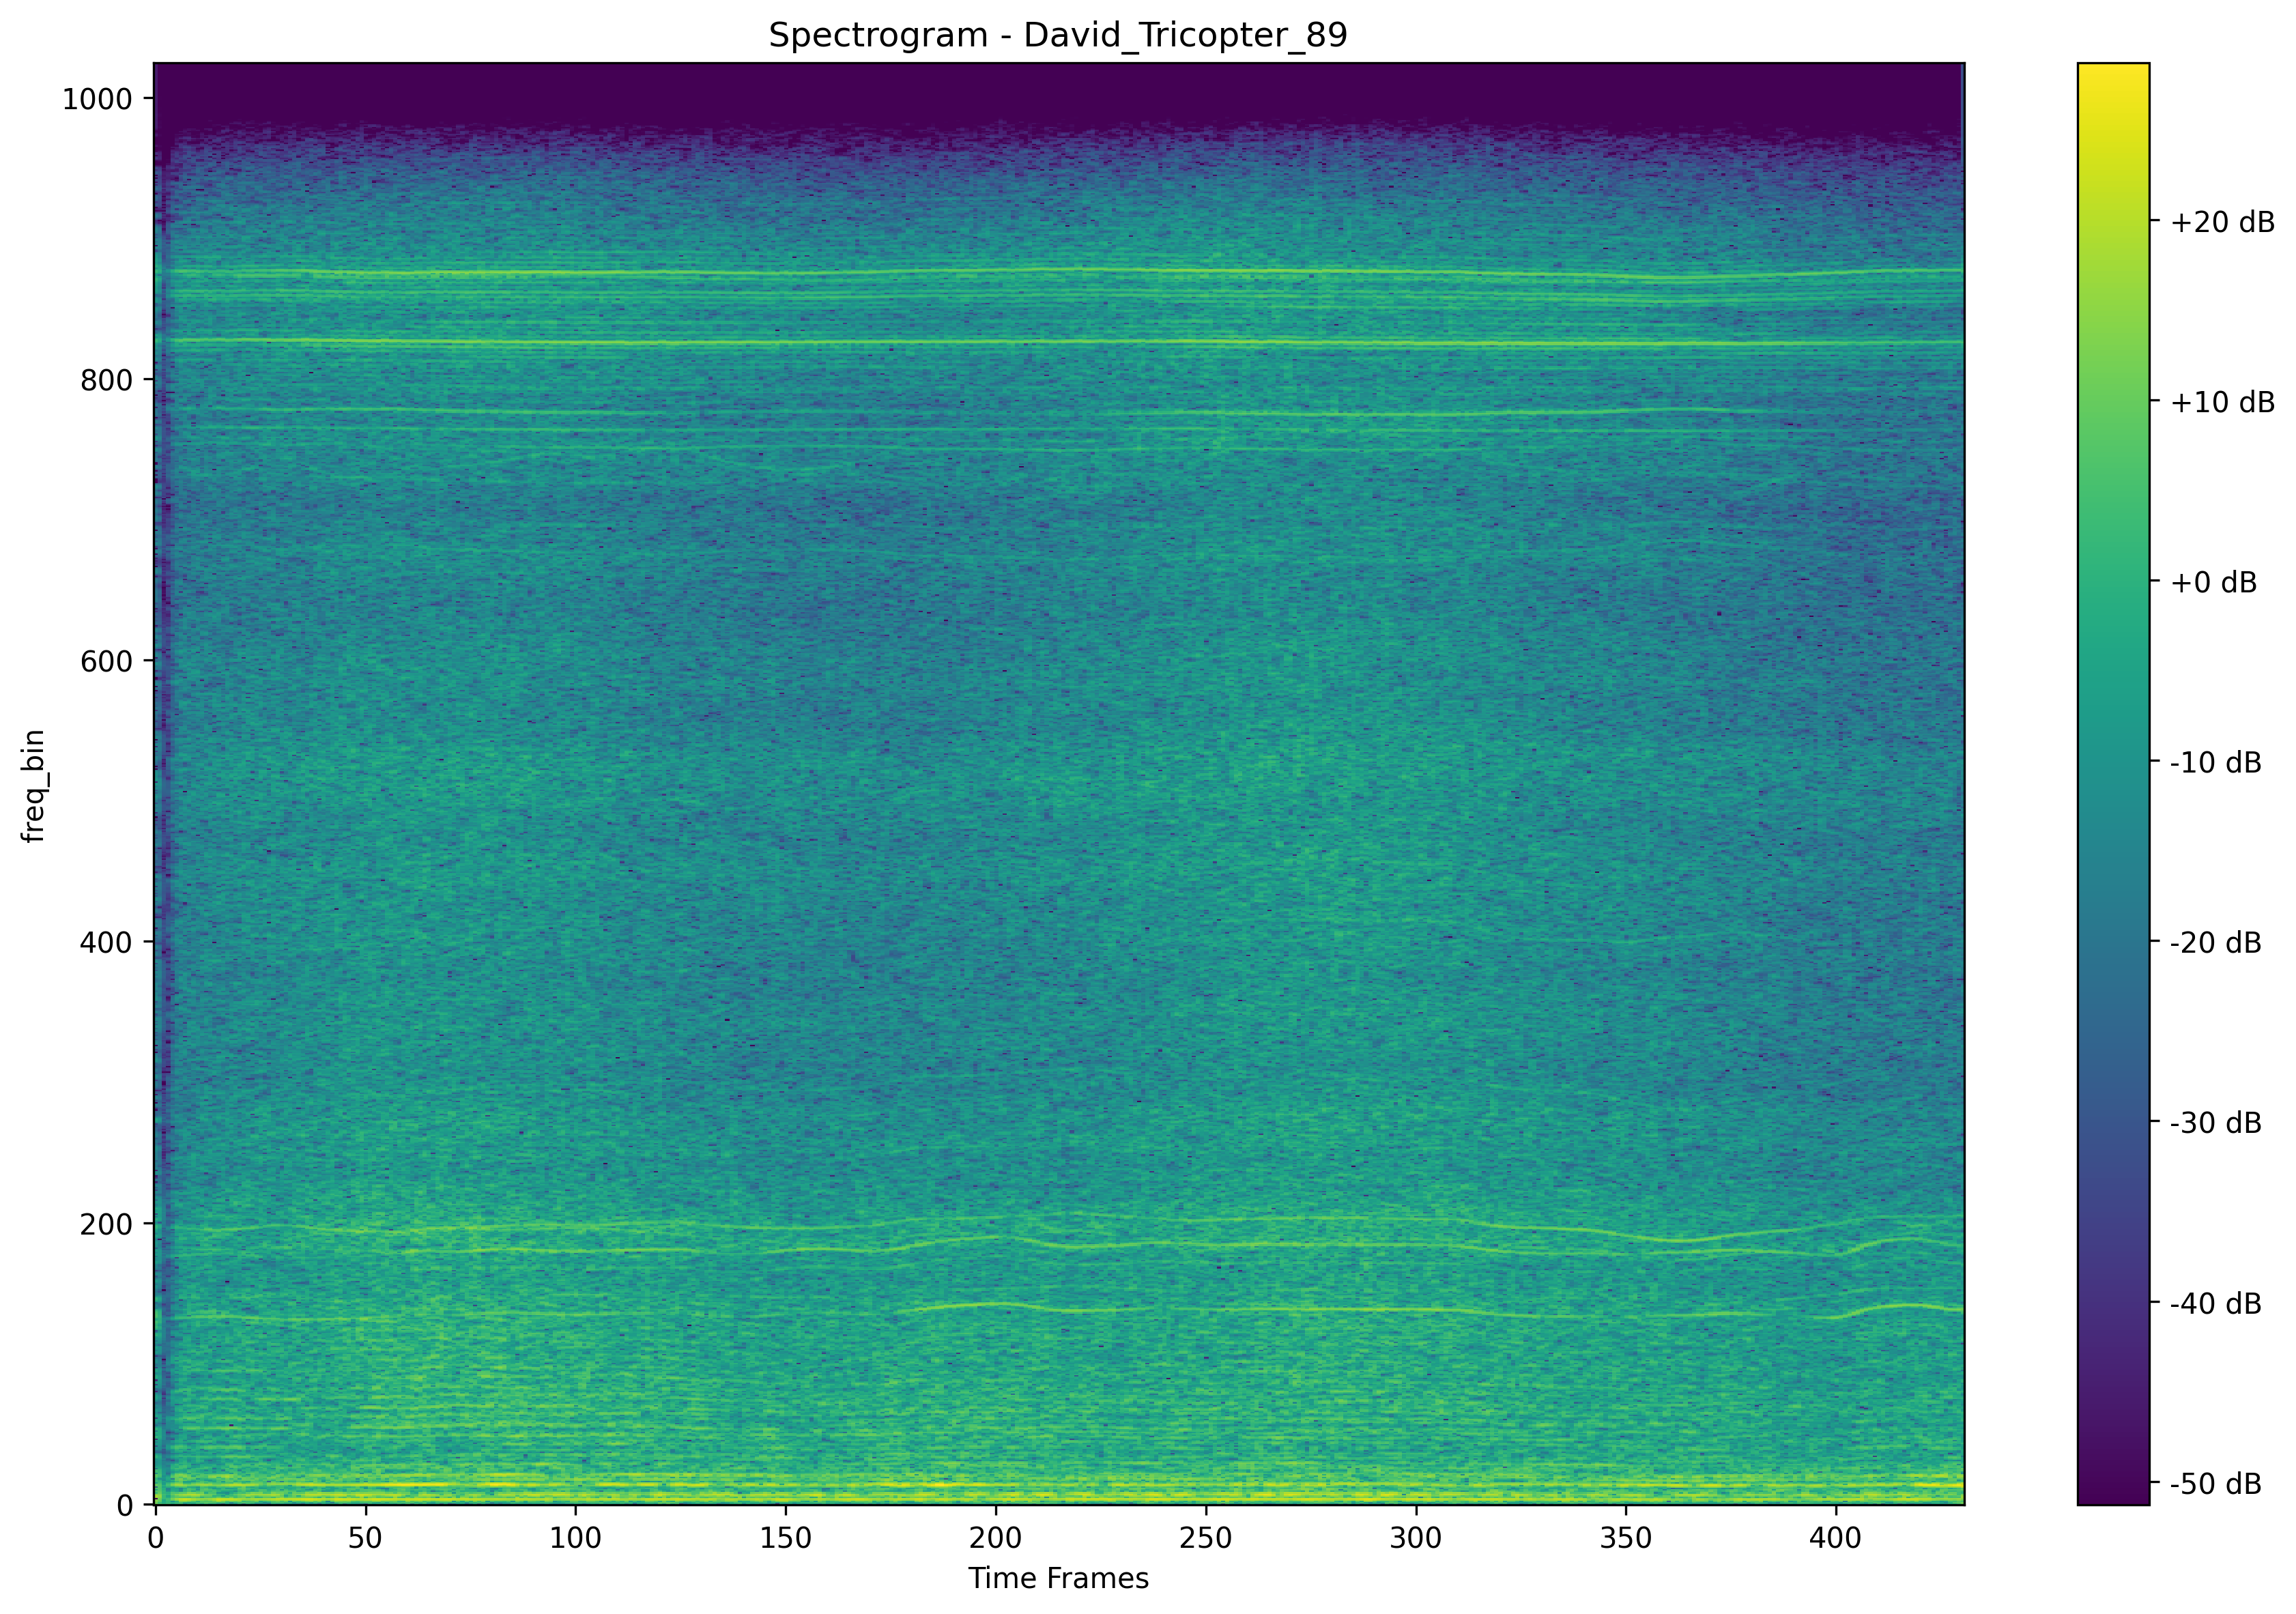 Spectrogram - David_Tricopter_89
1000
800
600
400
200
0
freq_bin
0 50 100 150 200 250 300 350 400
Time Frames
+20 dB
+10 dB
+0 dB
-10 dB
-20 dB
-30 dB
-40 dB
-50 dB